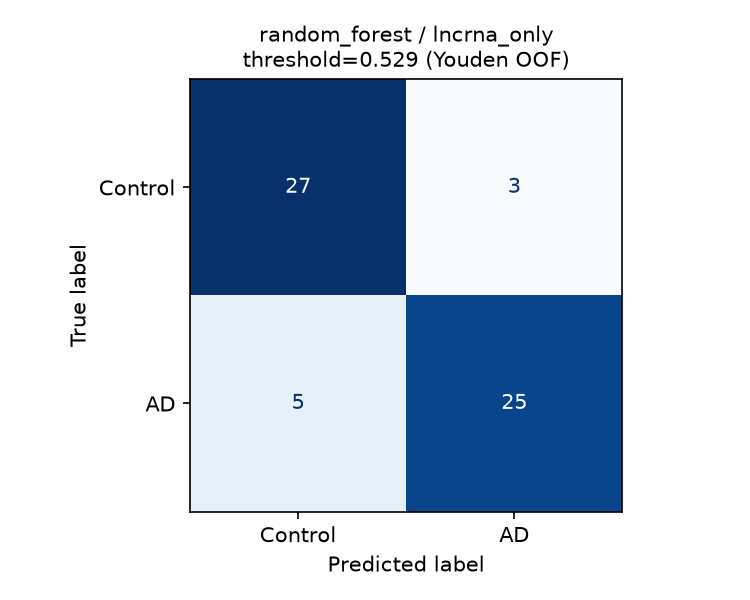 random_forest / lncrna_only
threshold=0.529 (Youden OOF)
Control
27
3
True label
AD
5
25
Control
AD
Predicted label